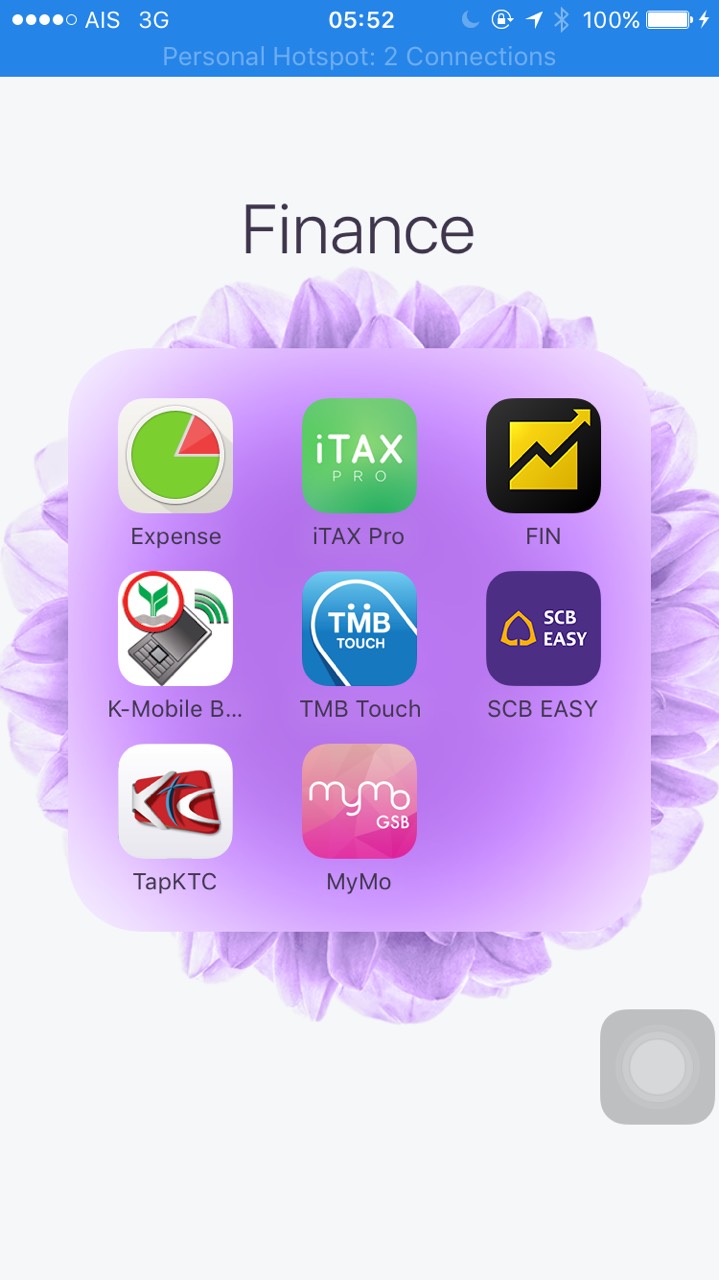 AIS 3G 05:52 100%
Personal Hotspot: 2 Connections
Finance
iTAX
PRO
Expense iTAX Pro FIN
TMB
TOUCH
SCB
EASY
K-Mobile B... TMB Touch SCB EASY
KTC
mymo
GSB
TapKTC MyMo